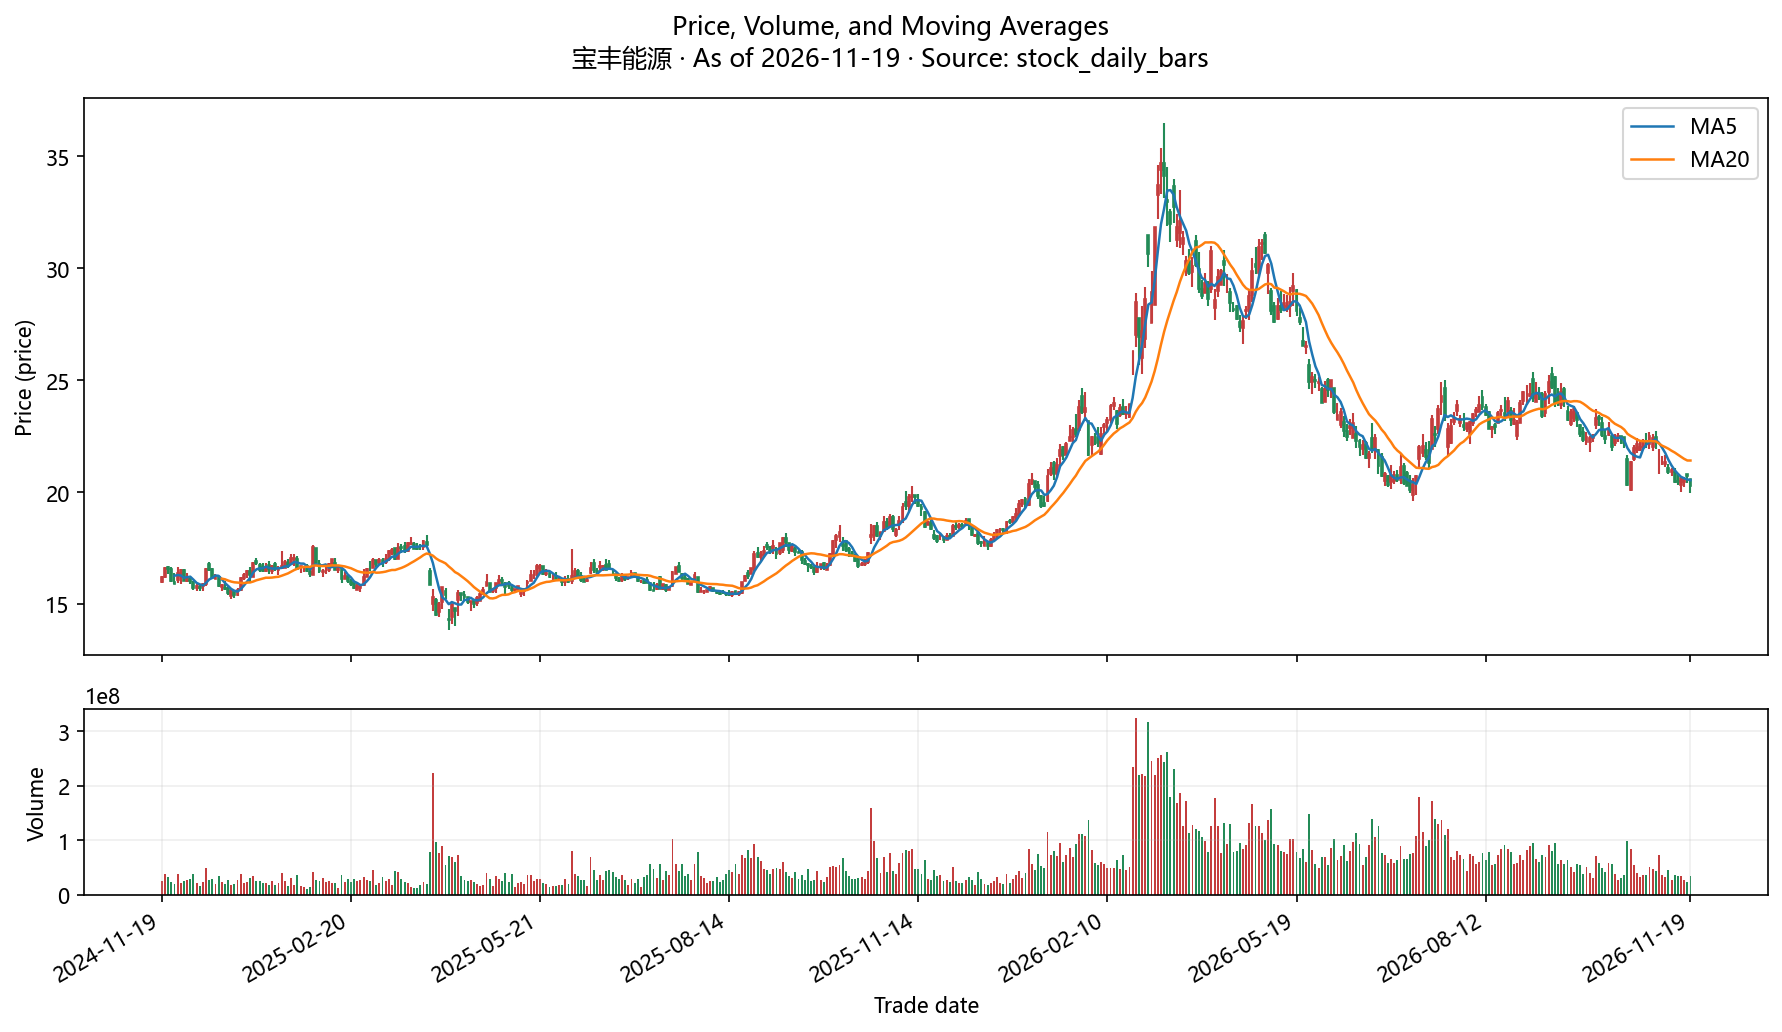 Price, Volume, and Moving Averages
宝丰能源 · As of 2026-11-19 · Source: stock_daily_bars
MA5
MA20
Price (price)
35
30
25
20
15
1e8
Volume
3
2
1
0
2024-11-19
2025-02-20
2025-05-21
2025-08-14
2025-11-14
2026-02-10
2026-05-19
2026-08-12
2026-11-19
Trade date